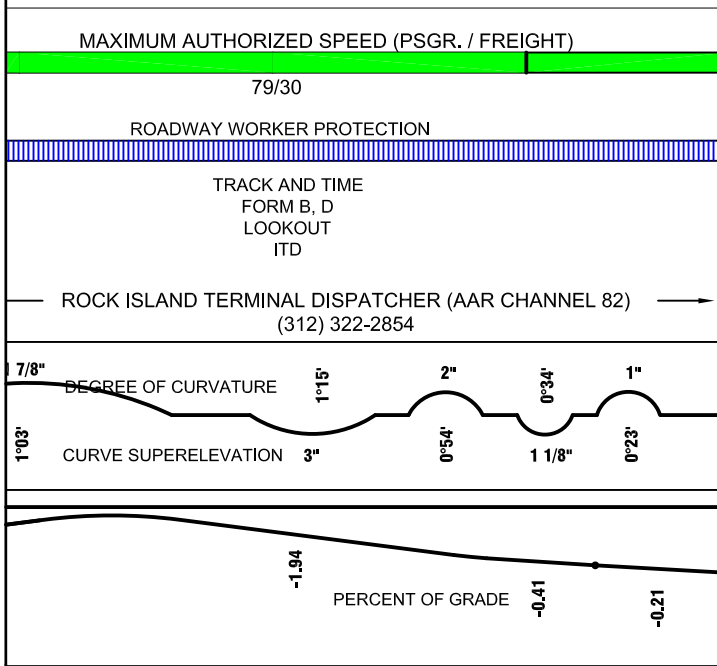 MAXIMUM AUTHORIZED SPEED (PSGR. / FREIGHT)
79/30
ROADWAY WORKER PROTECTION
TRACK AND TIME
FORM B, D
LOOKOUT
ITD
ROCK ISLAND TERMINAL DISPATCHER (AAR CHANNEL 82)
(312) 322-2854
7/8"
DEGREE OF CURVATURE
1°15'
2"
0°34'
1"
1°03'
CURVE SUPERELEVATION
3"
0°54'
1 1/8"
0°23'
-1.94
PERCENT OF GRADE
-0.41
-0.21